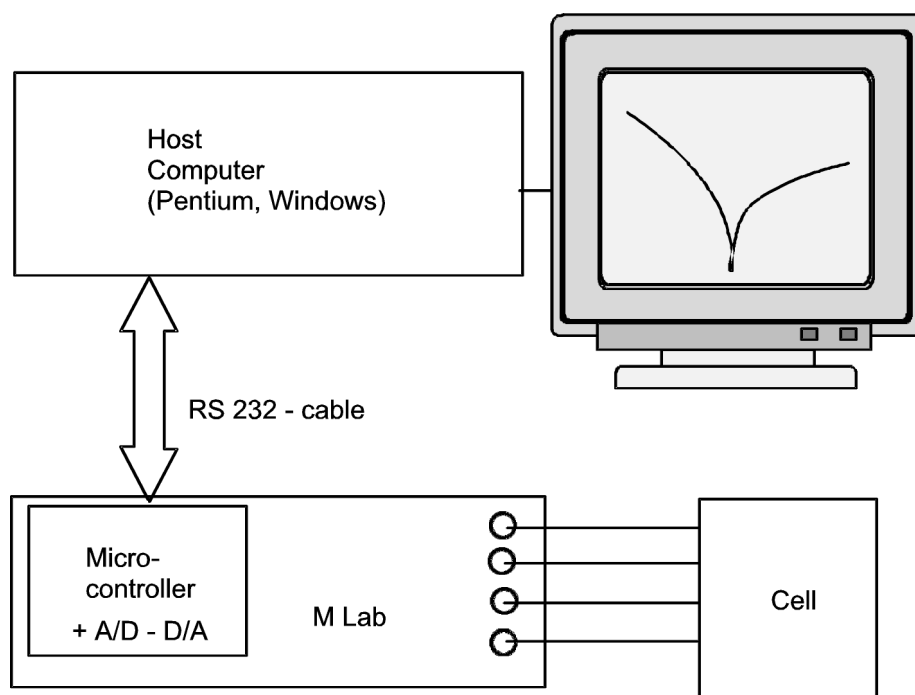 Host
Computer
(Pentium, Windows)
RS 232 - cable
Micro-
controller
+ A/D - D/A
M Lab
Cell